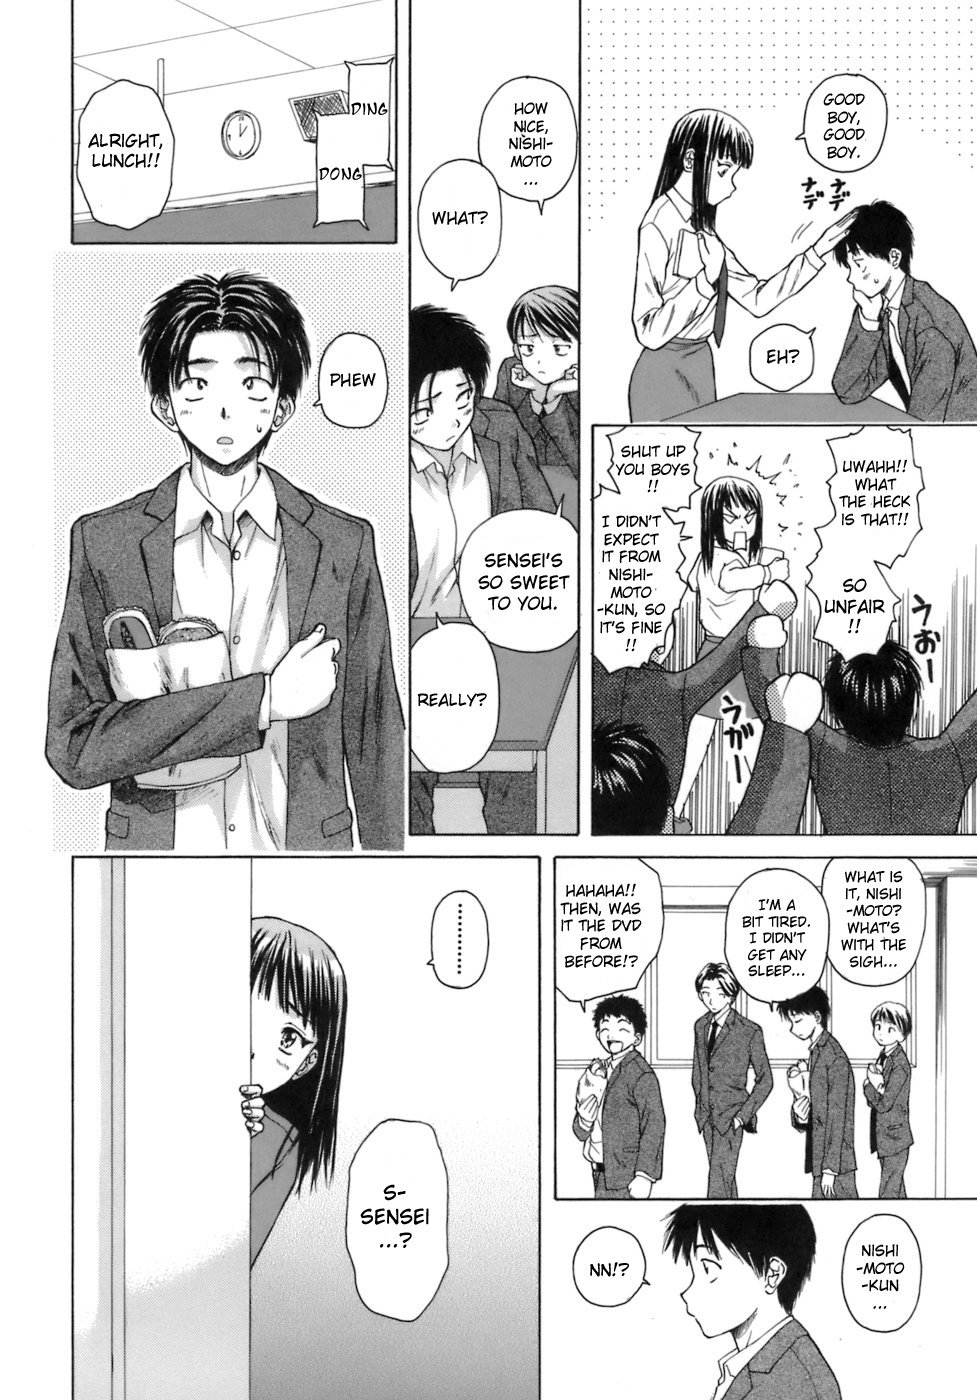 GOOD
BOY,
GOOD
BOY.
ナデ
ナデ
EH?
UWAHH!!
WHAT
THE HECK
IS THAT!!
SO
UNFAIR
!!
SHUT UP
YOU BOYS
!!
I DIDN'T
EXPECT
IT FROM
NISHI-
MOTO
-KUN, SO
IT'S FINE
!!
うおー
うがー
HOW
NICE,
NISHI-
MOTO
...
WHAT?
SENSEI'S
SO SWEET
TO YOU.
REALLY?
DING
DONG
ALRIGHT,
LUNCH!!
PHEW
WHAT IS
IT, NISHI
-MOTO?
WHAT'S
WITH THE
SIGH...
I'M A
BIT TIRED.
I DIDN'T
GET ANY
SLEEP...
HAHAHA!!
THEN, WAS
IT THE DVD
FROM
BEFORE!?
NISHI
-MOTO
-KUN
...
NN!?
.........
S-
SENSEI
...?